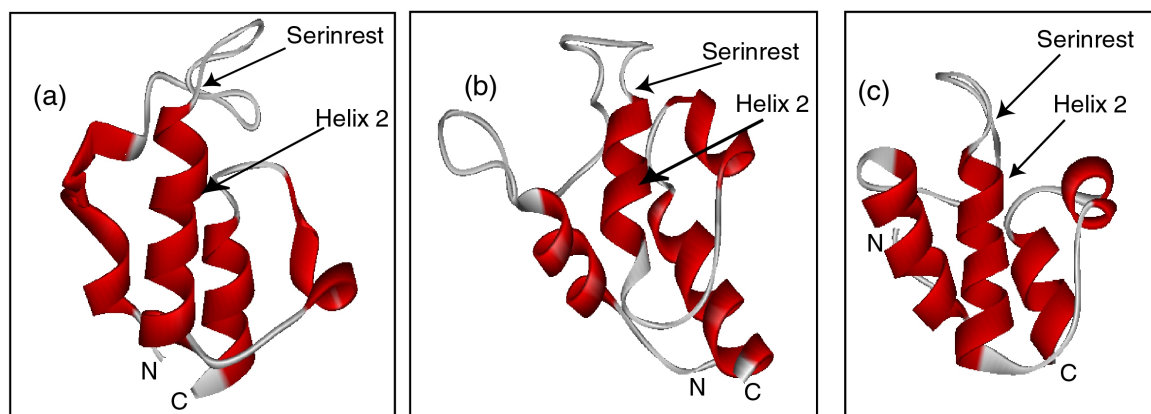 (a)
Serinrest
Helix 2
N
C
(b)
Serinrest
Helix 2
N
C
(c)
Serinrest
Helix 2
N
C